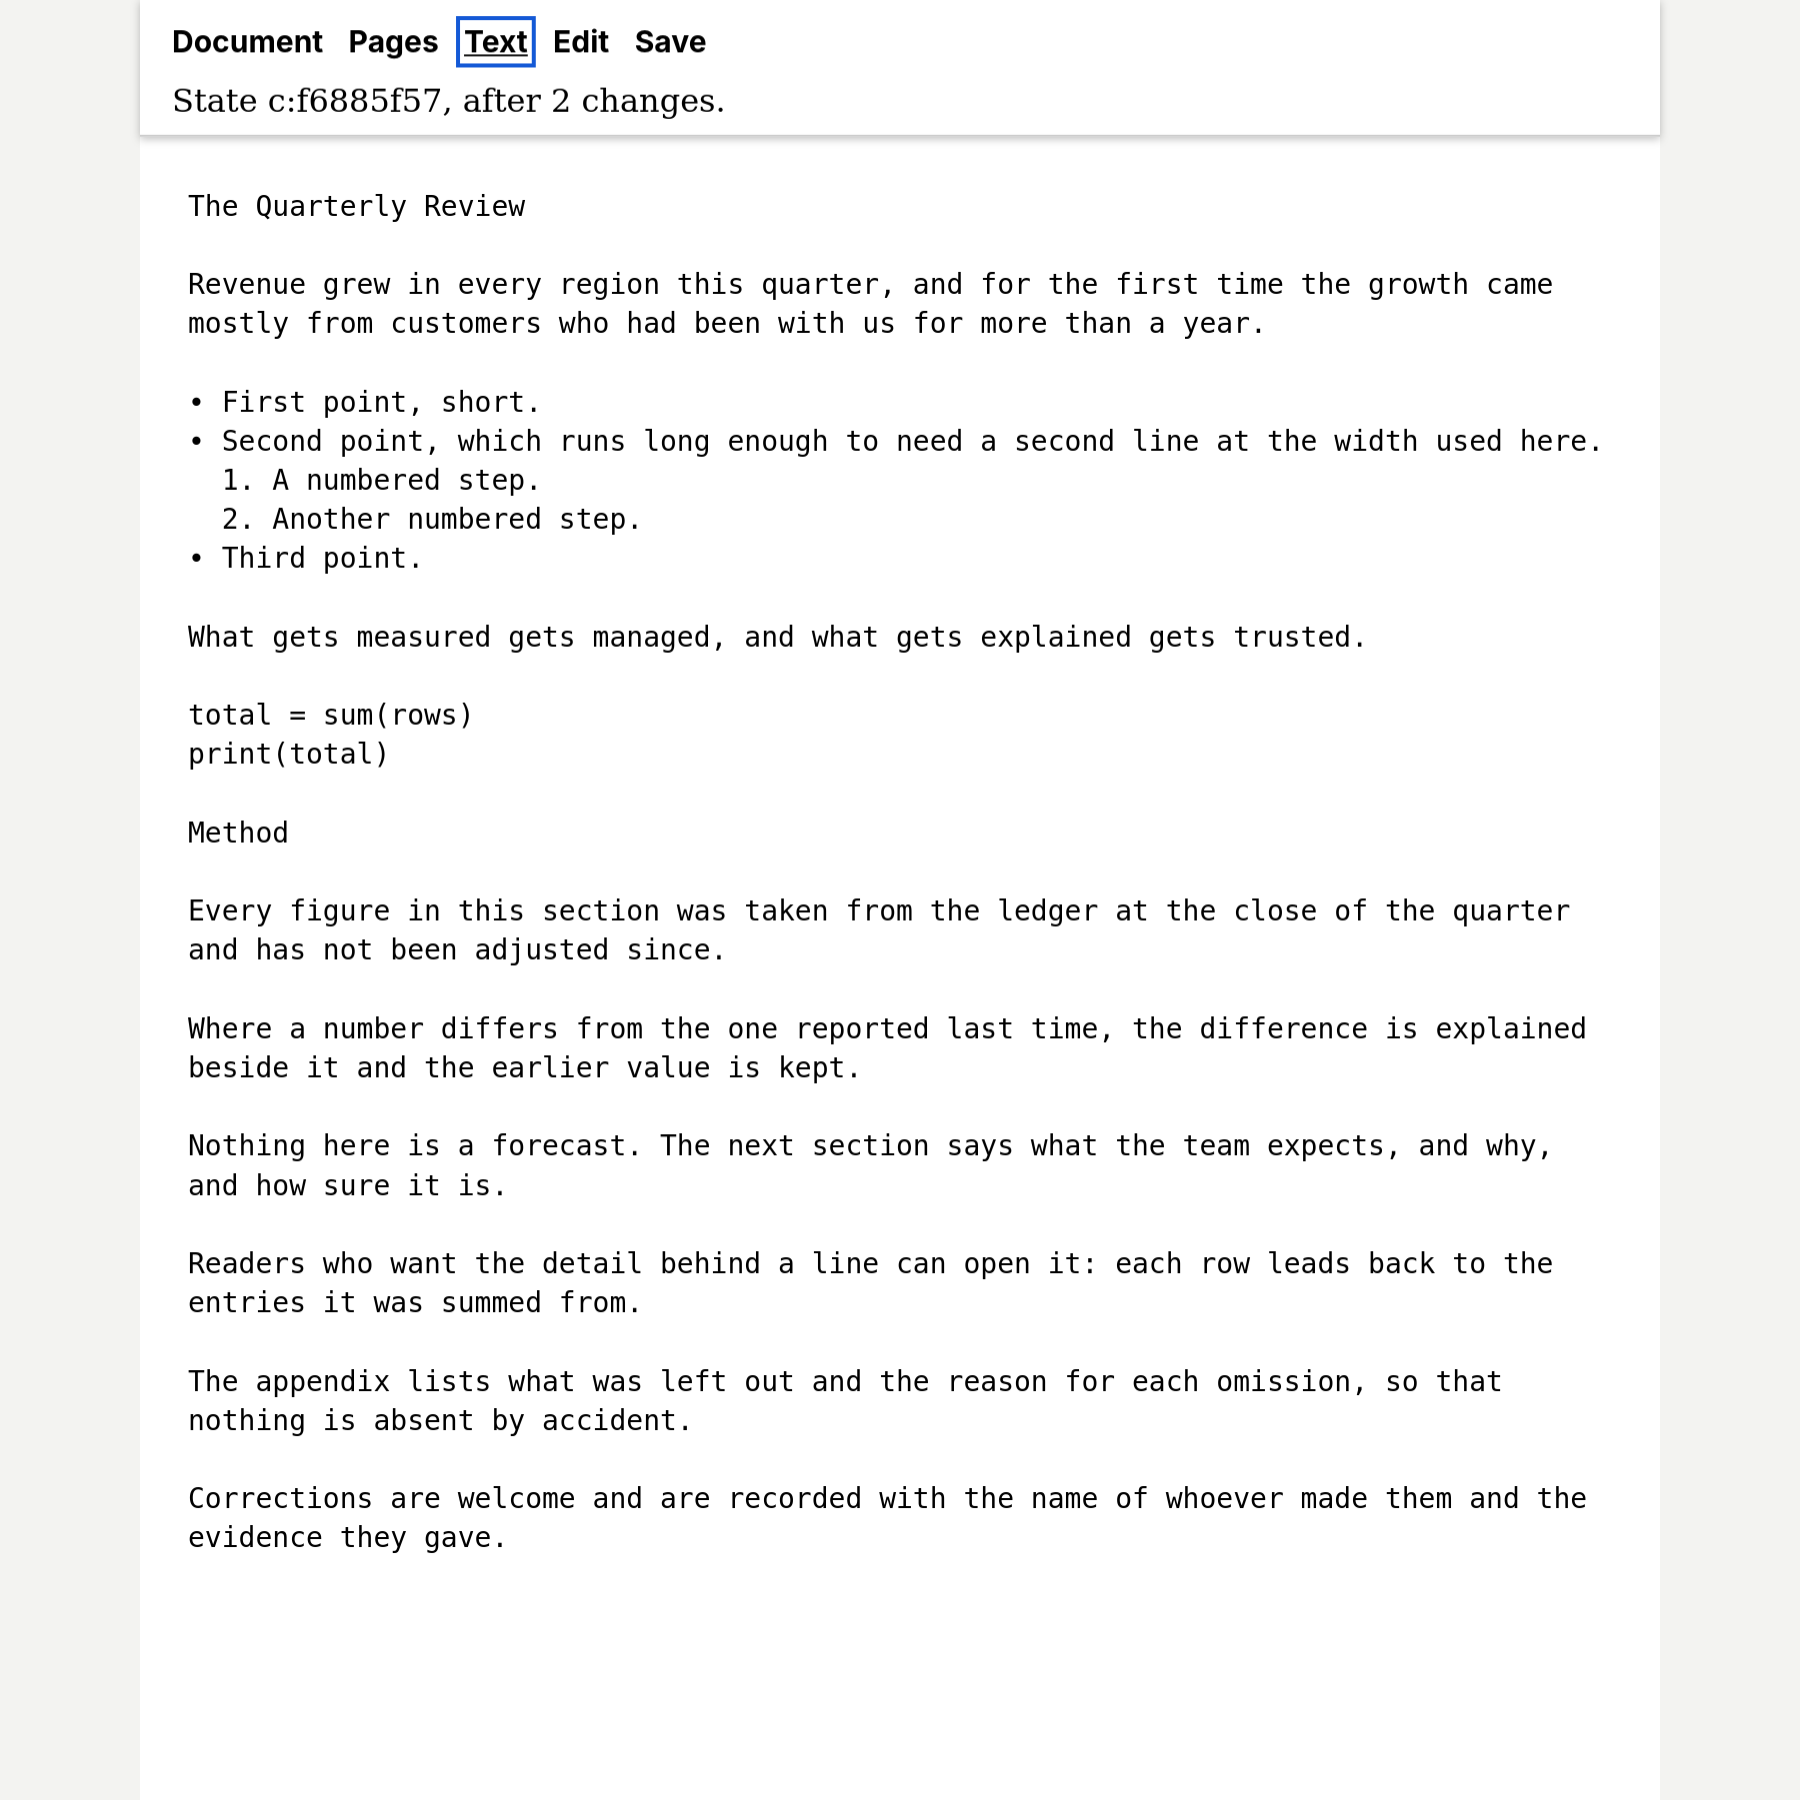 Document Pages Text Edit Save
State c:f6885f57, after 2 changes.
The Quarterly Review
Revenue grew in every region this quarter, and for the first time the growth came
mostly from customers who had been with us for more than a year.
• First point, short.
• Second point, which runs long enough to need a second line at the width used here.
1. A numbered step.
2. Another numbered step.
• Third point.
What gets measured gets managed, and what gets explained gets trusted.
total = sum(rows)
print(total)
Method
Every figure in this section was taken from the ledger at the close of the quarter
and has not been adjusted since.
Where a number differs from the one reported last time, the difference is explained
beside it and the earlier value is kept.
Nothing here is a forecast. The next section says what the team expects, and why,
and how sure it is.
Readers who want the detail behind a line can open it: each row leads back to the
entries it was summed from.
The appendix lists what was left out and the reason for each omission, so that
nothing is absent by accident.
Corrections are welcome and are recorded with the name of whoever made them and the
evidence they gave.